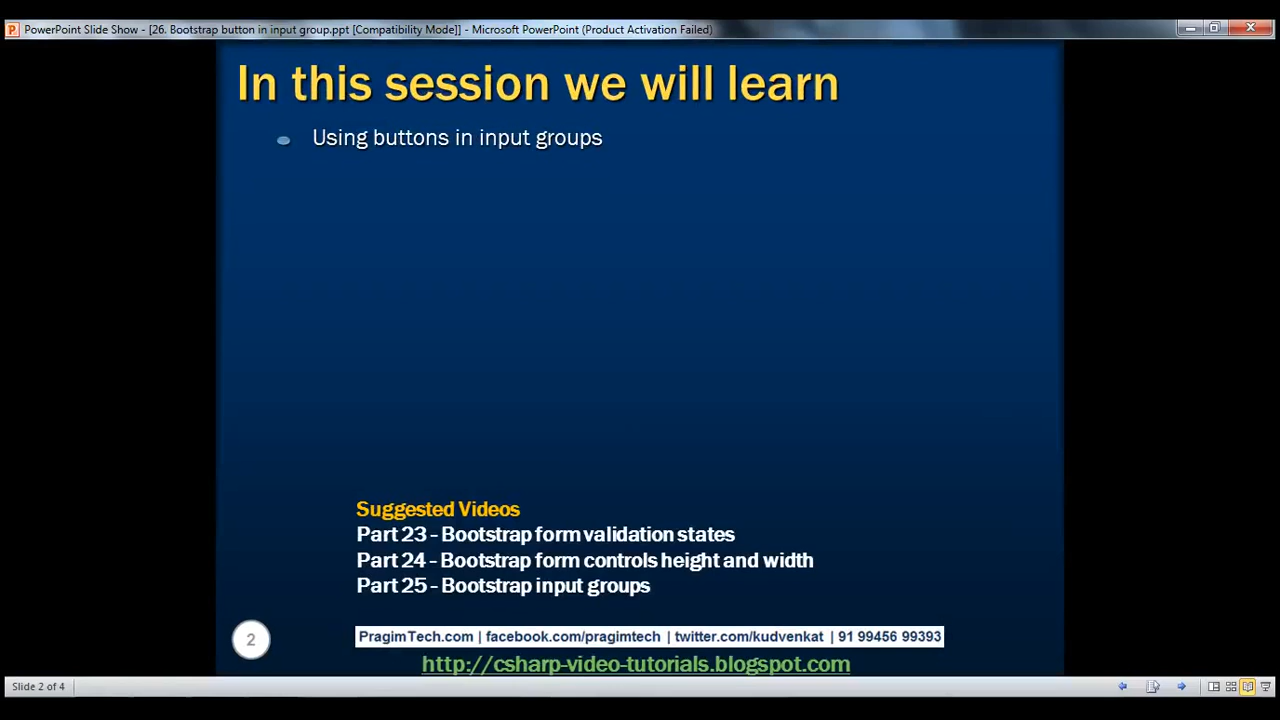 PowerPoint Slide Show - [26. Bootstrap button in input group.ppt [Compatibility Mode]] - Microsoft PowerPoint (Product Activation Failed)
In this session we will learn
Using buttons in input groups
Suggested Videos
Part 23 - Bootstrap form validation states
Part 24 - Bootstrap form controls height and width
Part 25 - Bootstrap input groups
2
PragimTech.com | facebook.com/pragimtech | twitter.com/kudvenkat | 91 99456 99393
http://csharp-video-tutorials.blogspot.com
Slide 2 of 4